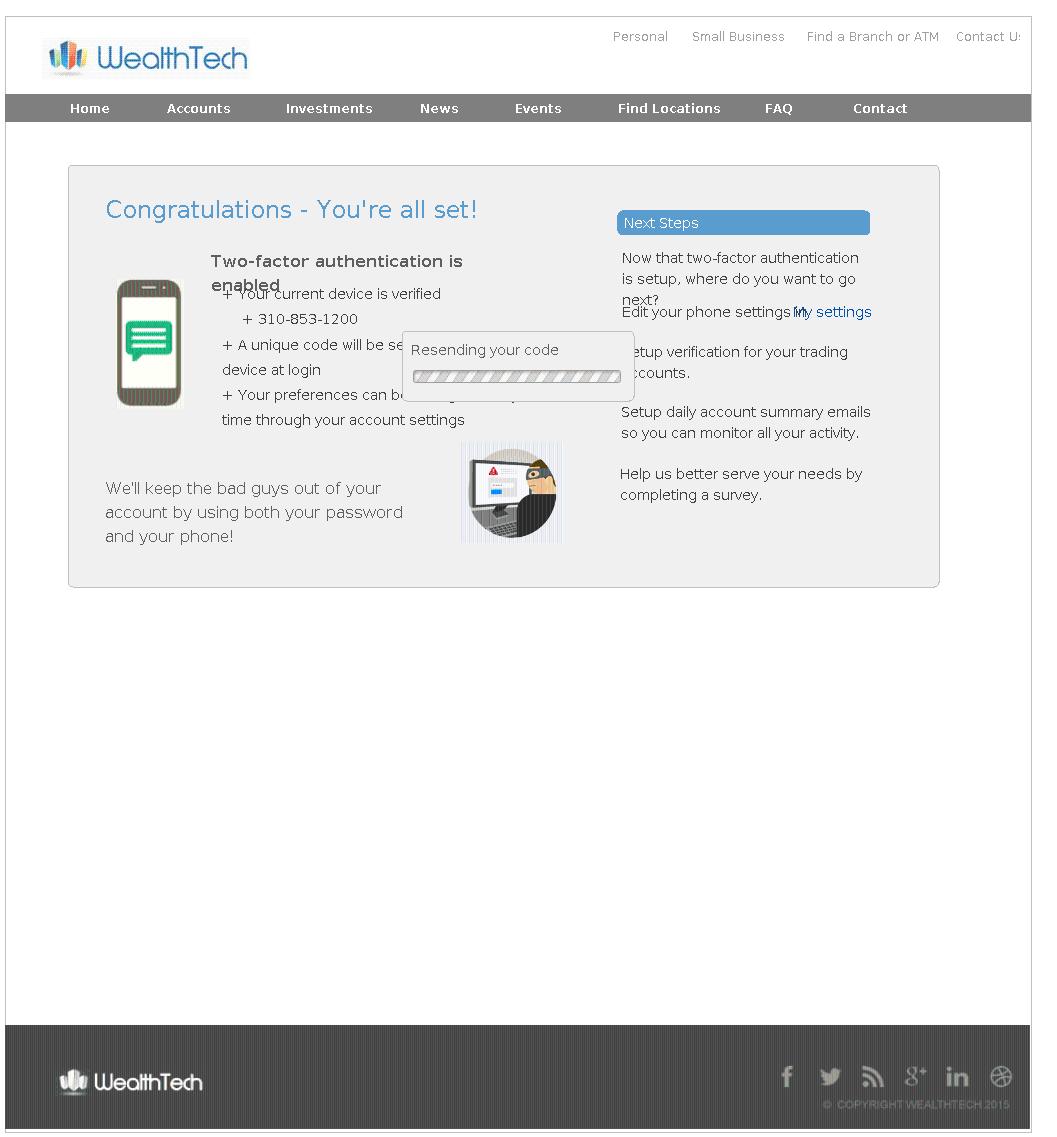 WealthTech
Personal Small Business Find a Branch or ATM Contact Us
Home Accounts Investments News Events Find Locations FAQ Contact
Congratulations - You're all set!
Two-factor authentication is
enabled
+ Your current device is verified
+ 310-853-1200
+ A unique code will be se
device at login
+ Your preferences can be
time through your account settings
Resending your code
We'll keep the bad guys out of your
account by using both your password
and your phone!
Next Steps
Now that two-factor authentication
is setup, where do you want to go
next?
Edit your phone settings in My settings
etup verification for your trading
ccounts.
Setup daily account summary emails
so you can monitor all your activity.
Help us better serve your needs by
completing a survey.
WealthTech
© COPYRIGHT WEALTHTECH 2015